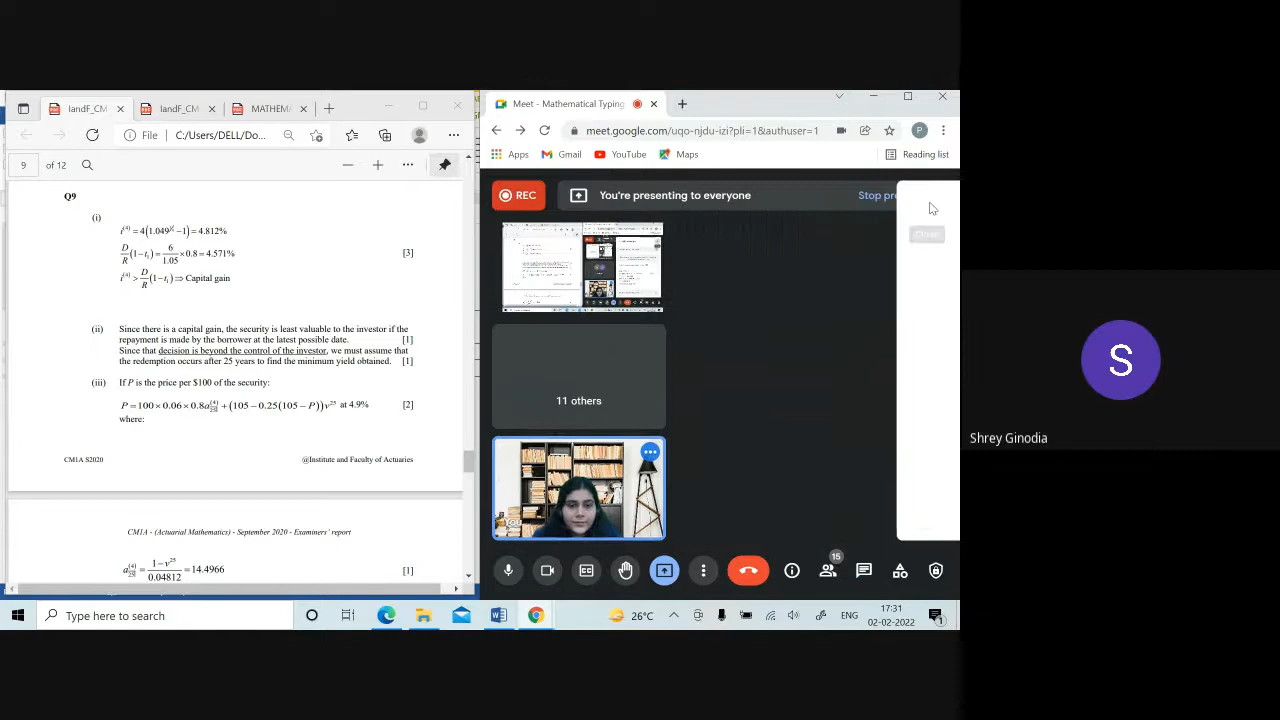 IandF_CM
IandF_CM
MATHEMA
File
C:/Users/DELL/Do...
9
of 12
Q9
(i)
i⁽⁴⁾ = 4(1.049^¼ − 1) = 4.812%
D/R (1 − t₁) = 6/1.05 × 0.8 = 4.571%
[3]
i⁽⁴⁾ > D/R (1 − t₁) ⇒ Capital gain
(ii)
Since there is a capital gain, the security is least valuable to the investor if the
repayment is made by the borrower at the latest possible date.
[1]
Since that decision is beyond the control of the investor, we must assume that
the redemption occurs after 25 years to find the minimum yield obtained.
[1]
(iii)
If P is the price per $100 of the security:
P = 100 × 0.06 × 0.8a⁽⁴⁾25| + (105 − 0.25(105 − P))v²⁵ at 4.9%
[2]
where:
CM1A S2020
@Institute and Faculty of Actuaries
CM1A - (Actuarial Mathematics) - September 2020 - Examiners' report
a⁽⁴⁾25| = (1 − v²⁵)/0.04812 = 14.4966
[1]
Meet - Mathematical Typing
meet.google.com/uqo-njdu-izi?pli=1&authuser=1
P
Apps
Gmail
YouTube
Maps
Reading list
REC
You're presenting to everyone
Stop pre
11 others
You
15
S
Shrey Ginodia
Type here to search
26°C
ENG
17:31
02-02-2022
1